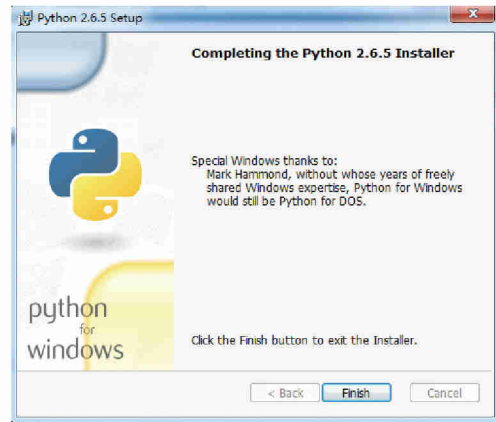 Python 2.6.5 Setup
Completing the Python 2.6.5 Installer
Special Windows thanks to:
Mark Hammond, without whose years of freely
shared Windows expertise, Python for Windows
would still be Python for DOS.
python
for
windows
Click the Finish button to exit the Installer.
< Back Finish Cancel